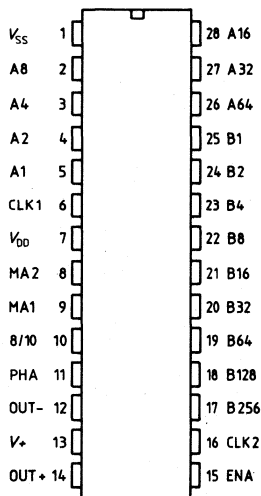 VSS 1 28 A16
A8 2 27 A32
A4 3 26 A64
A2 4 25 B1
A1 5 24 B2
CLK1 6 23 B4
VDD 7 22 B8
MA2 8 21 B16
MA1 9 20 B32
8/10 10 19 B64
PHA 11 18 B128
OUT- 12 17 B256
V+ 13 16 CLK2
OUT+ 14 15 ENA